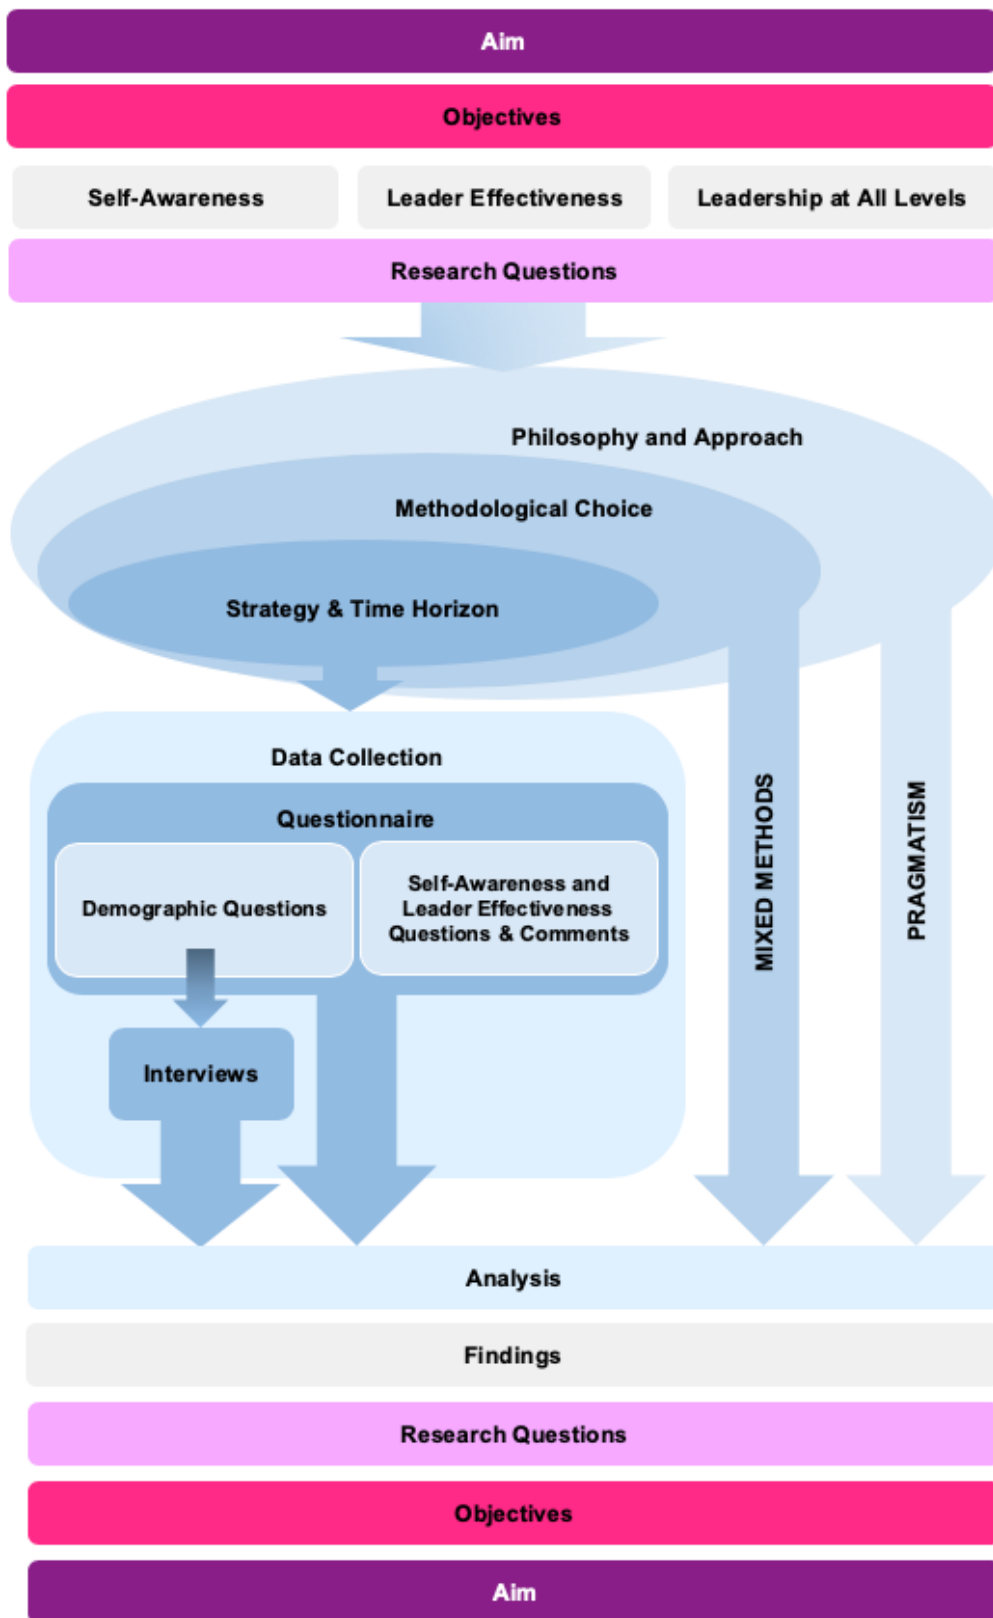 Aim
Objectives
Self-Awareness
Leader Effectiveness
Leadership at All Levels
Research Questions
Philosophy and Approach
Methodological Choice
Strategy & Time Horizon
Data Collection
Questionnaire
Demographic Questions
Self-Awareness and
Leader Effectiveness
Questions & Comments
Interviews
MIXED METHODS
PRAGMATISM
Analysis
Findings
Research Questions
Objectives
Aim